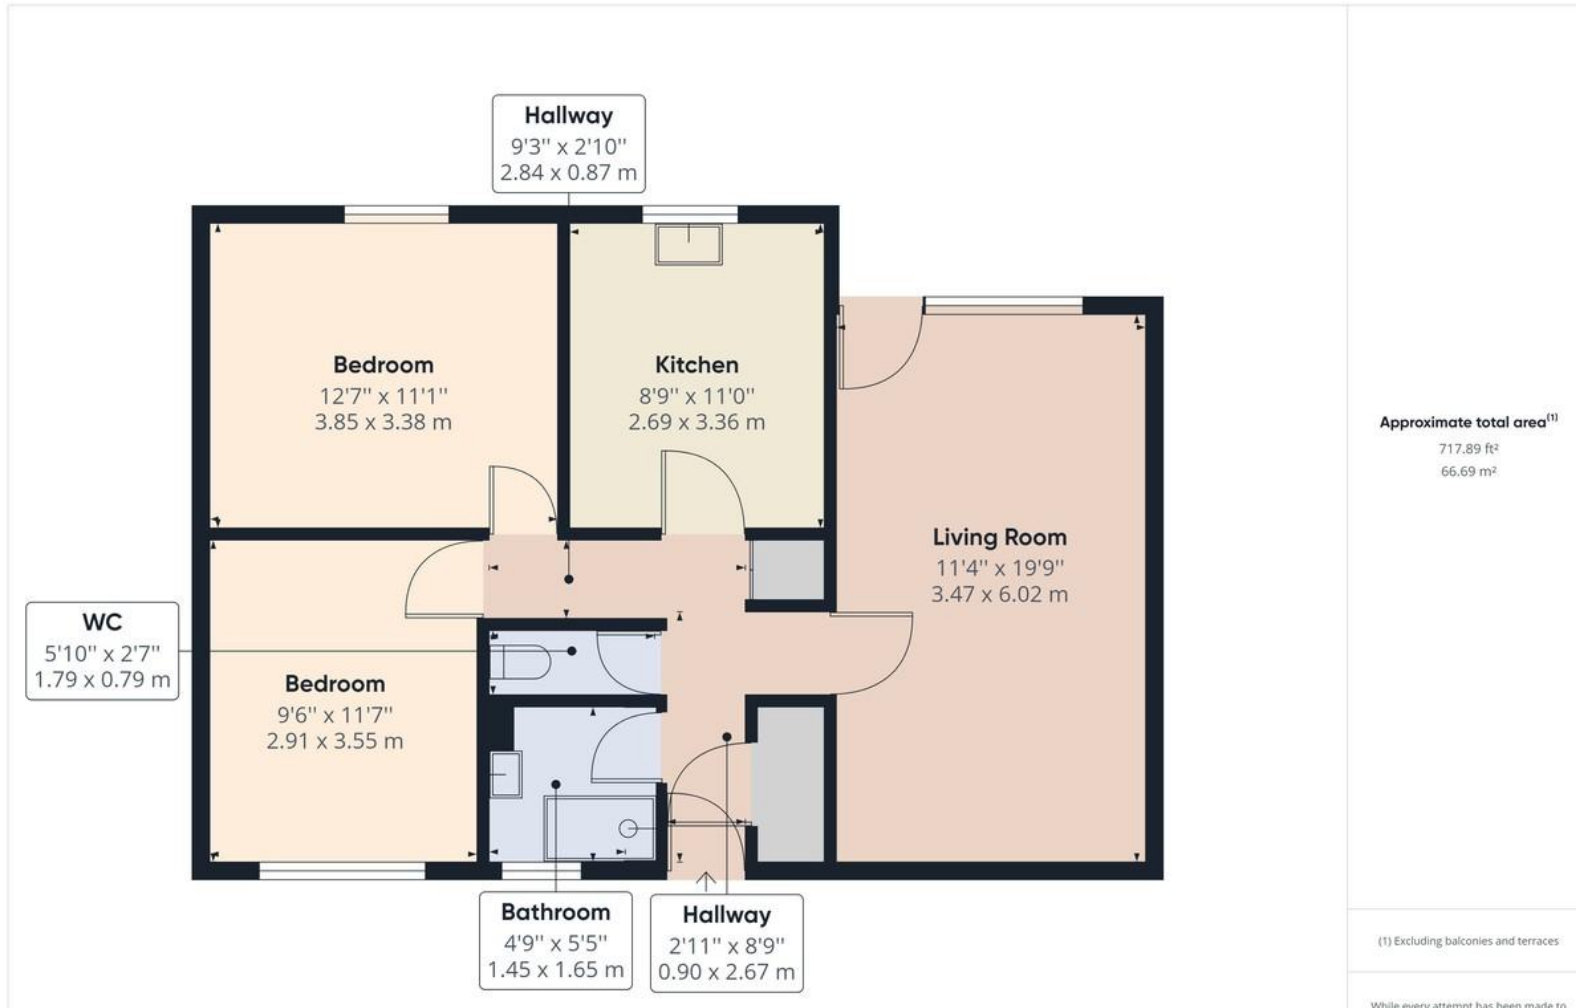 Hallway
9'3'' x 2'10''
2.84 x 0.87 m
Bedroom
12'7'' x 11'1''
3.85 x 3.38 m
Kitchen
8'9'' x 11'0''
2.69 x 3.36 m
Living Room
11'4'' x 19'9''
3.47 x 6.02 m
WC
5'10'' x 2'7''
1.79 x 0.79 m
Bedroom
9'6'' x 11'7''
2.91 x 3.55 m
Bathroom
4'9'' x 5'5''
1.45 x 1.65 m
Hallway
2'11'' x 8'9''
0.90 x 2.67 m
Approximate total area⁽¹⁾
717.89 ft²
66.69 m²
(1) Excluding balconies and terraces
While every attempt has been made to